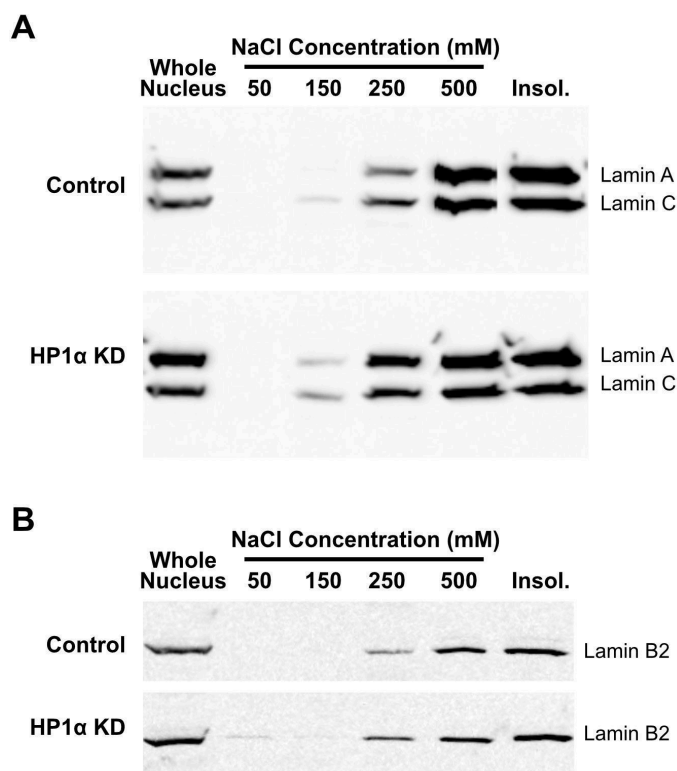 A
NaCl Concentration (mM)
Whole
Nucleus 50 150 250 500 Insol.
Control
Lamin A
Lamin C
HP1α KD
Lamin A
Lamin C
B
NaCl Concentration (mM)
Whole
Nucleus 50 150 250 500 Insol.
Control
Lamin B2
HP1α KD
Lamin B2